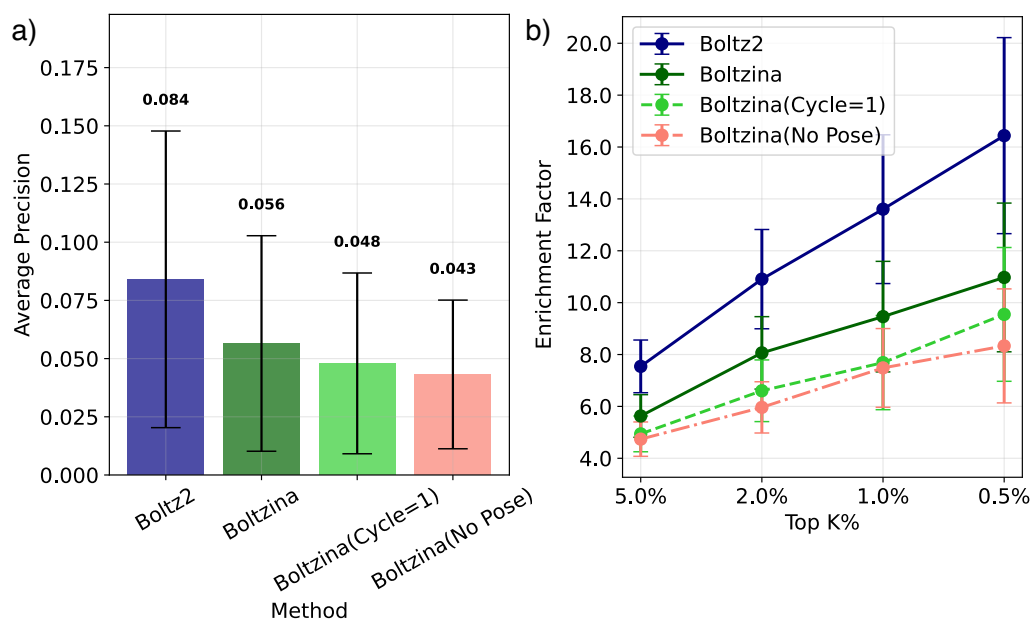 a)
0.175
0.150
0.125
0.100
0.075
0.050
0.025
0.000
Average Precision
0.084
0.056
0.048
0.043
Boltz2
Boltzina
Boltzina(Cycle=1)
Boltzina(No Pose)
Method
b)
20.0
18.0
16.0
14.0
12.0
10.0
8.0
6.0
4.0
Enrichment Factor
Boltz2
Boltzina
Boltzina(Cycle=1)
Boltzina(No Pose)
5.0% 2.0% 1.0% 0.5%
Top K%